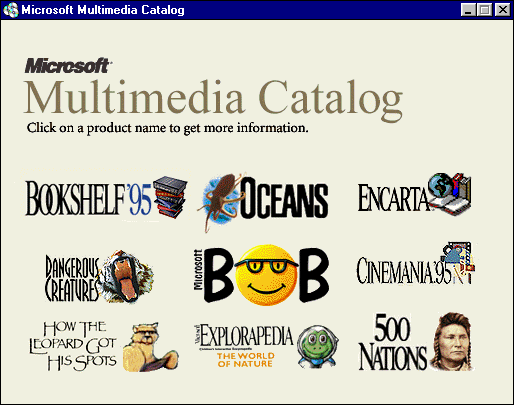 Microsoft Multimedia Catalog
Microsoft
Multimedia Catalog
Click on a product name to get more information.
BOOKSHELF '95
OCEANS
ENCARTA
DANGEROUS
CREATURES
Microsoft
BOB
CINEMANIA '95
HOW THE
LEOPARD GOT
HIS SPOTS
EXPLORAPEDIA
THE WORLD
OF NATURE
500
NATIONS